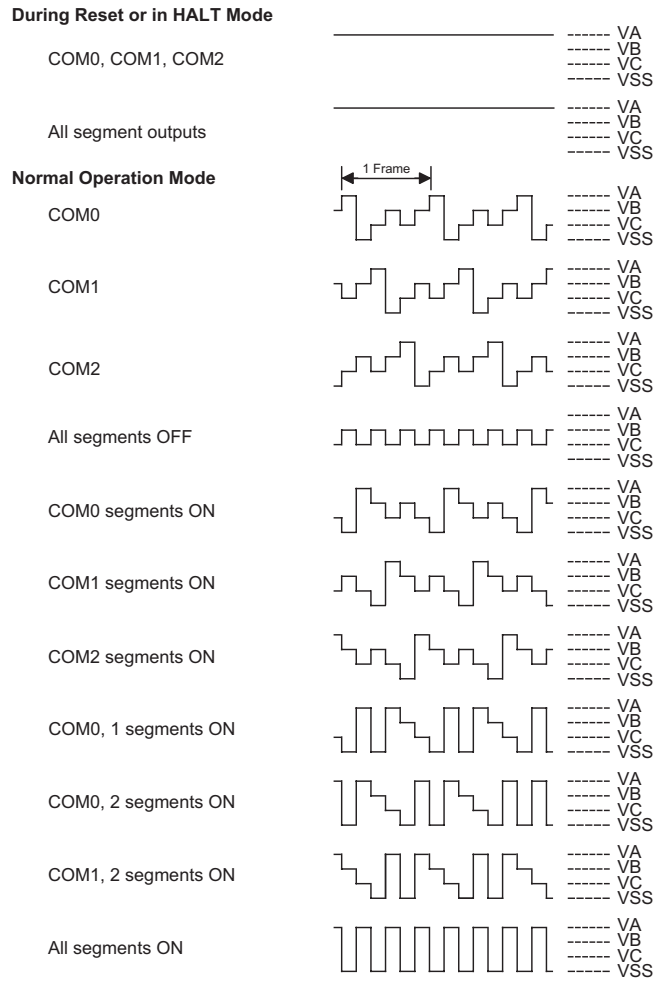 During Reset or in HALT Mode
COM0, COM1, COM2
VA
VB
VC
VSS
All segment outputs
VA
VB
VC
VSS
Normal Operation Mode
1 Frame
COM0
VA
VB
VC
VSS
COM1
VA
VB
VC
VSS
COM2
VA
VB
VC
VSS
All segments OFF
VA
VB
VC
VSS
COM0 segments ON
VA
VB
VC
VSS
COM1 segments ON
VA
VB
VC
VSS
COM2 segments ON
VA
VB
VC
VSS
COM0, 1 segments ON
VA
VB
VC
VSS
COM0, 2 segments ON
VA
VB
VC
VSS
COM1, 2 segments ON
VA
VB
VC
VSS
All segments ON
VA
VB
VC
VSS